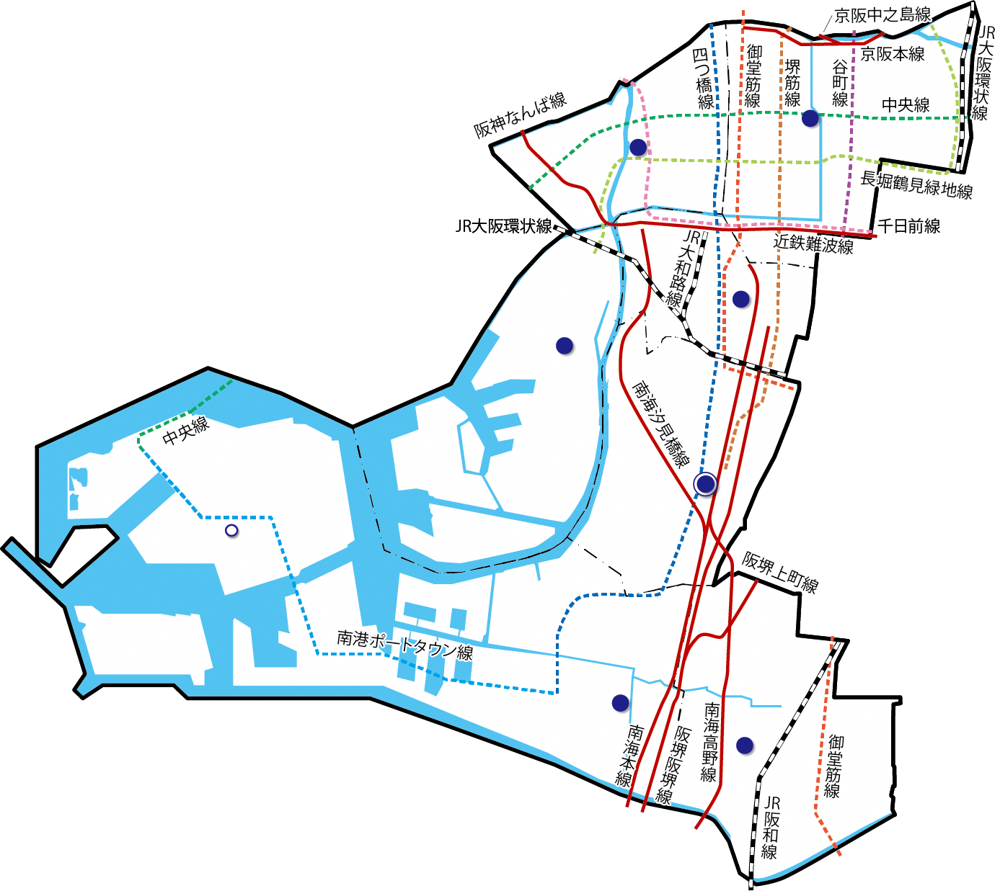 京阪中之島線
JR大阪環状線
京阪本線
四つ橋線
御堂筋線
堺筋線
谷町線
中央線
阪神なんば線
長堀鶴見緑地線
JR大阪環状線
千日前線
近鉄難波線
JR大和路線
南海汐見橋線
中央線
阪堺上町線
南港ポートタウン線
南海本線
阪堺阪堺線
南海高野線
御堂筋線
JR阪和線